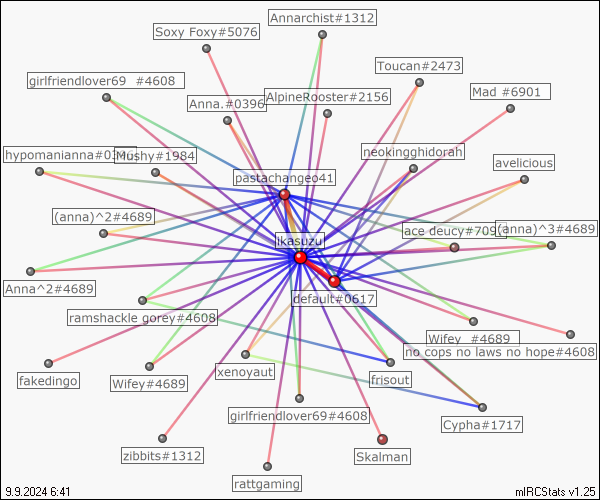 Annarchist#1312
Soxy Foxy#5076
Toucan#2473
girlfriendlover69 #4608
Mad #6901
Anna.#0396
AlpineRooster#2156
neokingghidorah
hypomanianna#0396
Mushy#1984
avelicious
pastachangeo41
(anna)^2#4689
ikasuzu
ace deucy#709
(anna)^3#4689
Anna^2#4689
default#0617
ramshackle gorey#4608
Wifey #4689
no cops no laws no hope#4608
fakedingo
Wifey#4689
xenoyaut
frisout
girlfriendlover69#4608
Cypha#1717
zibbits#1312
Skalman
rattgaming
9.9.2024 6:41
mIRCStats v1.25